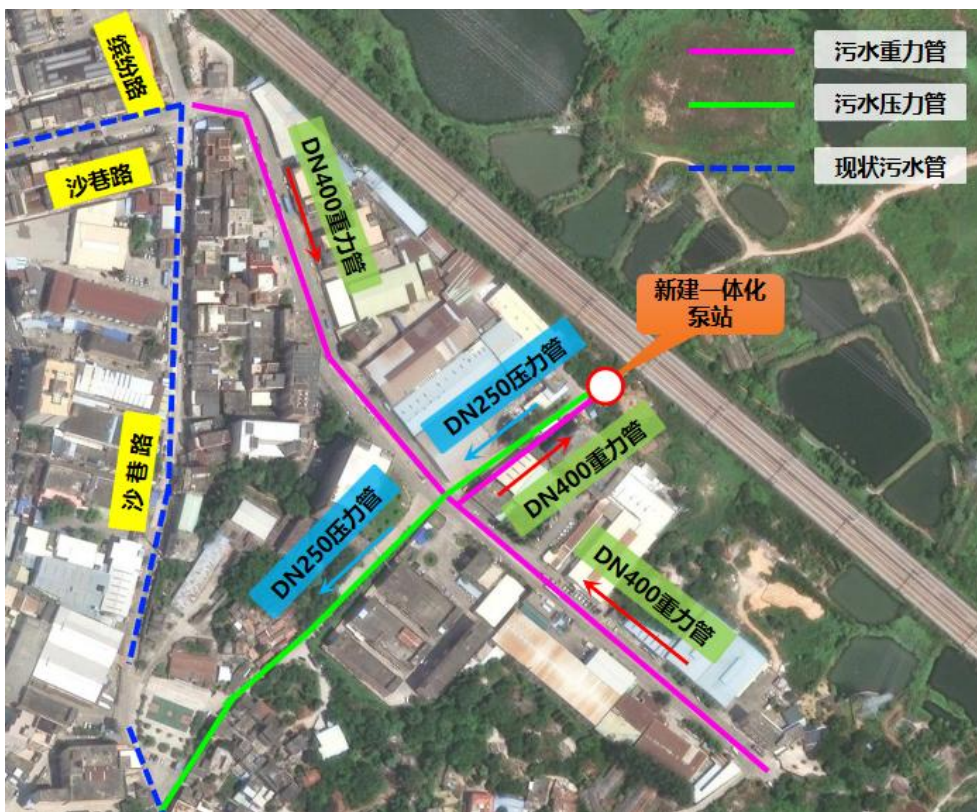 缤纷路
污水重力管
污水压力管
沙巷路
现状污水管
DN400重力管
新建一体化
泵站
DN250压力管
DN400重力管
沙巷路
DN250压力管
DN400重力管